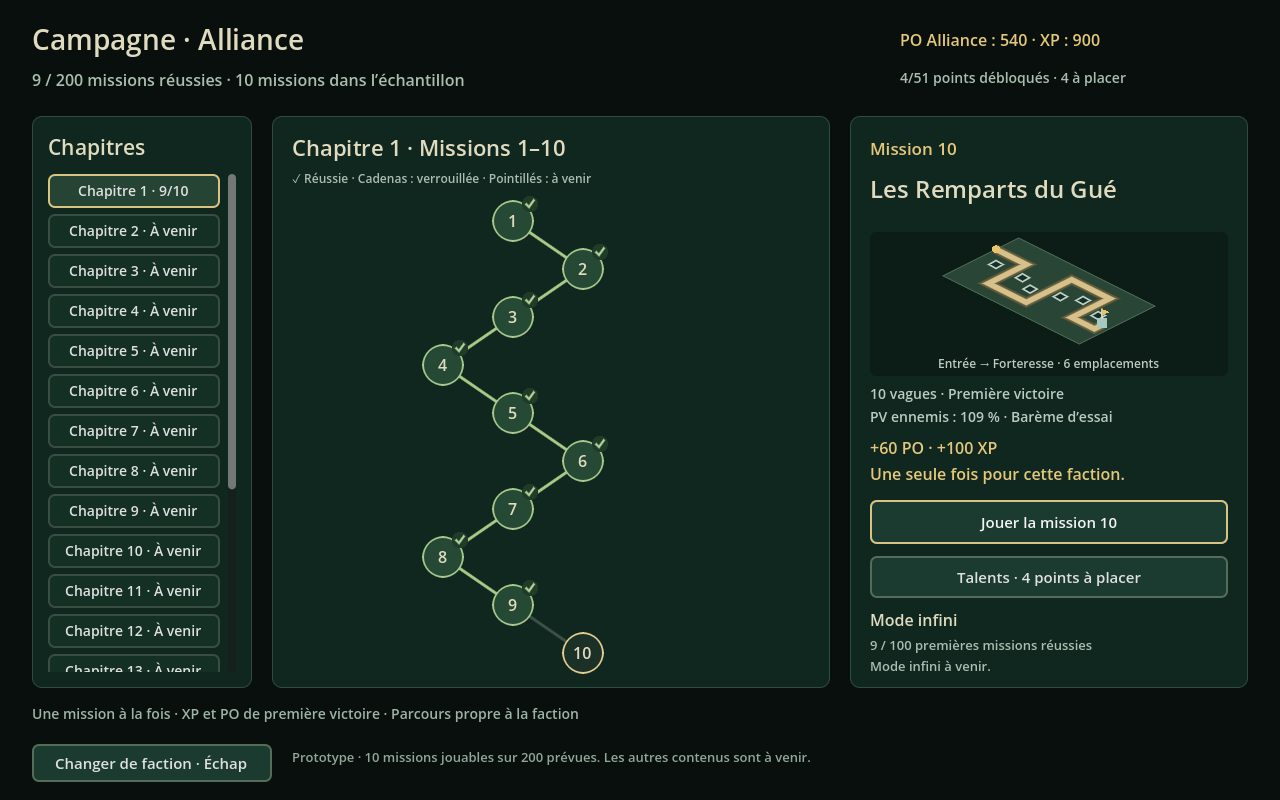 Campagne · Alliance
9 / 200 missions réussies · 10 missions dans l’échantillon
PO Alliance : 540 · XP : 900
4/51 points débloqués · 4 à placer
Chapitres
Chapitre 1 · 9/10
Chapitre 2 · À venir
Chapitre 3 · À venir
Chapitre 4 · À venir
Chapitre 5 · À venir
Chapitre 6 · À venir
Chapitre 7 · À venir
Chapitre 8 · À venir
Chapitre 9 · À venir
Chapitre 10 · À venir
Chapitre 11 · À venir
Chapitre 12 · À venir
Chapitre 13 · À venir
Chapitre 1 · Missions 1–10
✓ Réussie · Cadenas : verrouillée · Pointillés : à venir
1
2
3
4
5
6
7
8
9
10
Mission 10
Les Remparts du Gué
Entrée → Forteresse · 6 emplacements
10 vagues · Première victoire
PV ennemis : 109 % · Barème d’essai
+60 PO · +100 XP
Une seule fois pour cette faction.
Jouer la mission 10
Talents · 4 points à placer
Mode infini
9 / 100 premières missions réussies
Mode infini à venir.
Une mission à la fois · XP et PO de première victoire · Parcours propre à la faction
Changer de faction · Échap
Prototype · 10 missions jouables sur 200 prévues. Les autres contenus sont à venir.